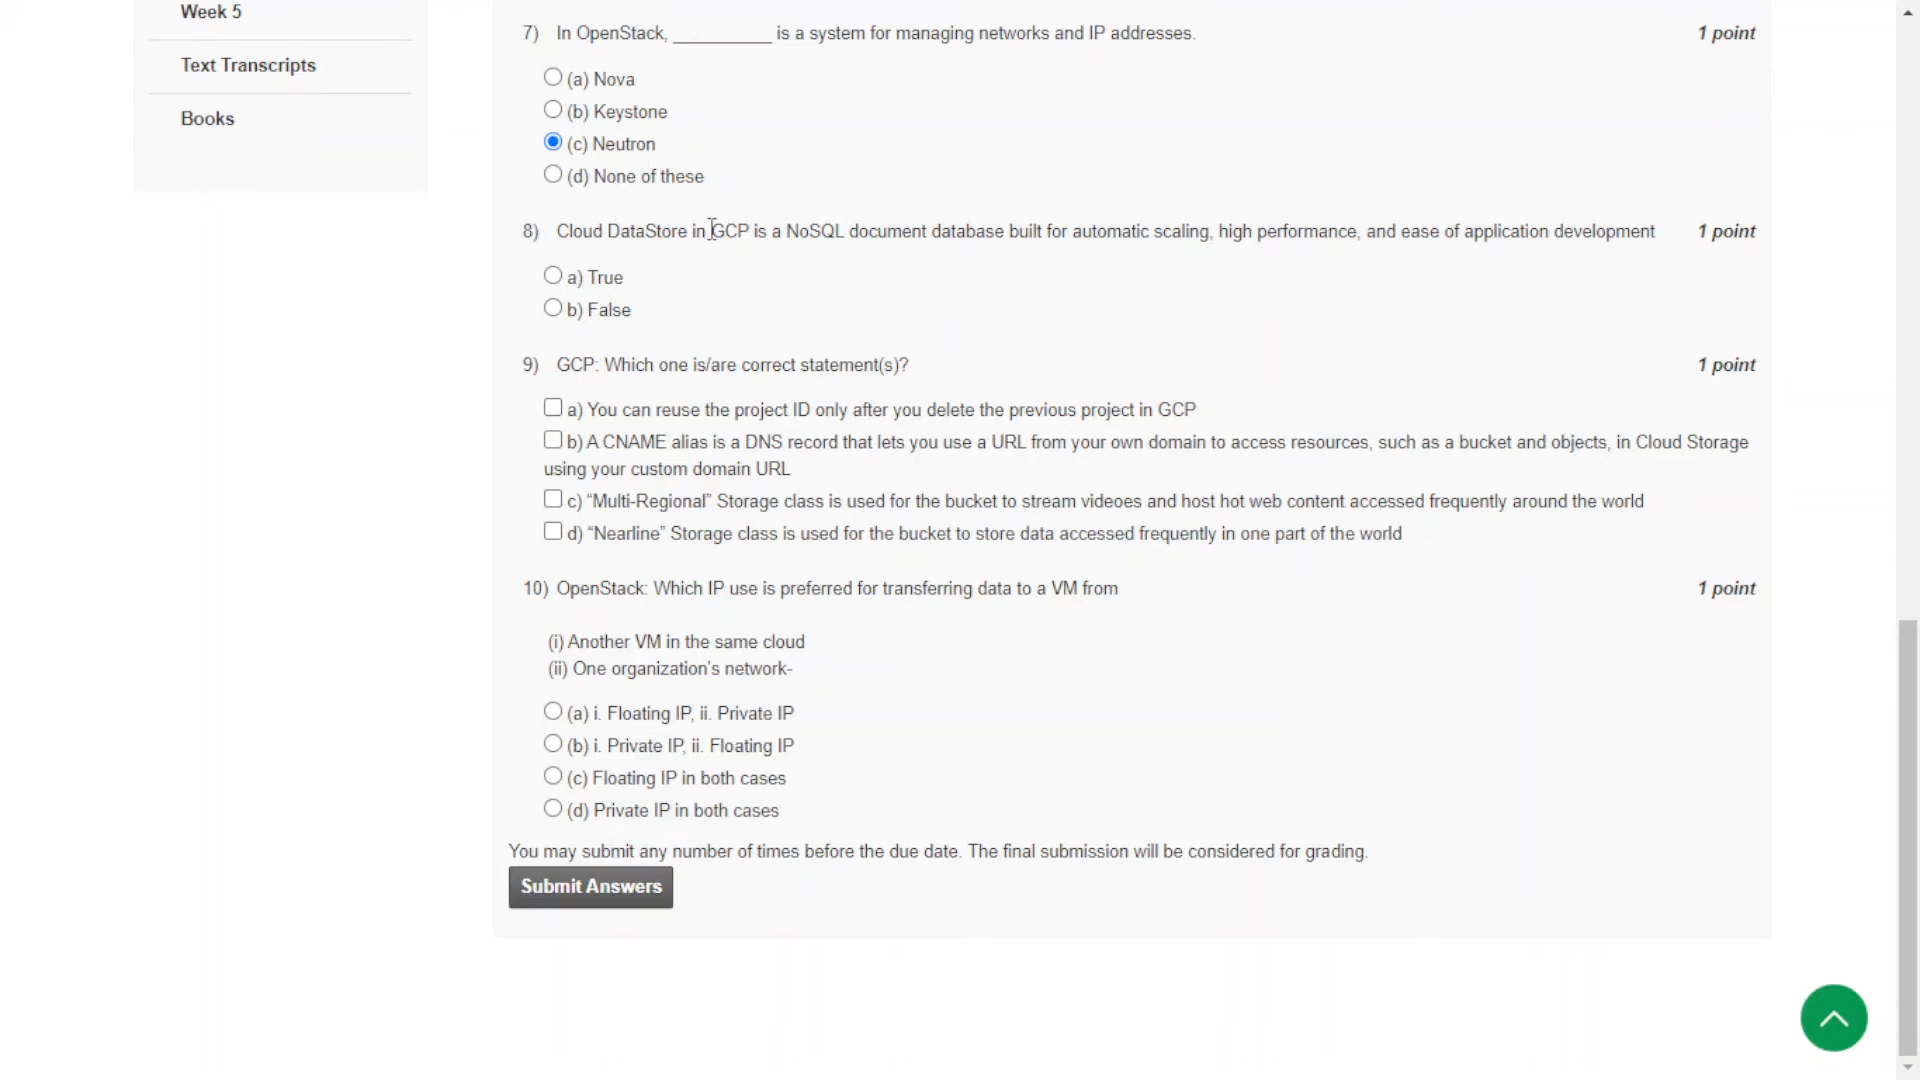 Week 5
Text Transcripts
Books
7) In OpenStack, __________ is a system for managing networks and IP addresses. 1 point
(a) Nova
(b) Keystone
(c) Neutron
(d) None of these
8) Cloud DataStore in GCP is a NoSQL document database built for automatic scaling, high performance, and ease of application development 1 point
a) True
b) False
9) GCP: Which one is/are correct statement(s)? 1 point
a) You can reuse the project ID only after you delete the previous project in GCP
b) A CNAME alias is a DNS record that lets you use a URL from your own domain to access resources, such as a bucket and objects, in Cloud Storage
using your custom domain URL
c) “Multi-Regional” Storage class is used for the bucket to stream videoes and host hot web content accessed frequently around the world
d) “Nearline” Storage class is used for the bucket to store data accessed frequently in one part of the world
10) OpenStack: Which IP use is preferred for transferring data to a VM from 1 point
(i) Another VM in the same cloud
(ii) One organization’s network-
(a) i. Floating IP, ii. Private IP
(b) i. Private IP, ii. Floating IP
(c) Floating IP in both cases
(d) Private IP in both cases
You may submit any number of times before the due date. The final submission will be considered for grading.
Submit Answers